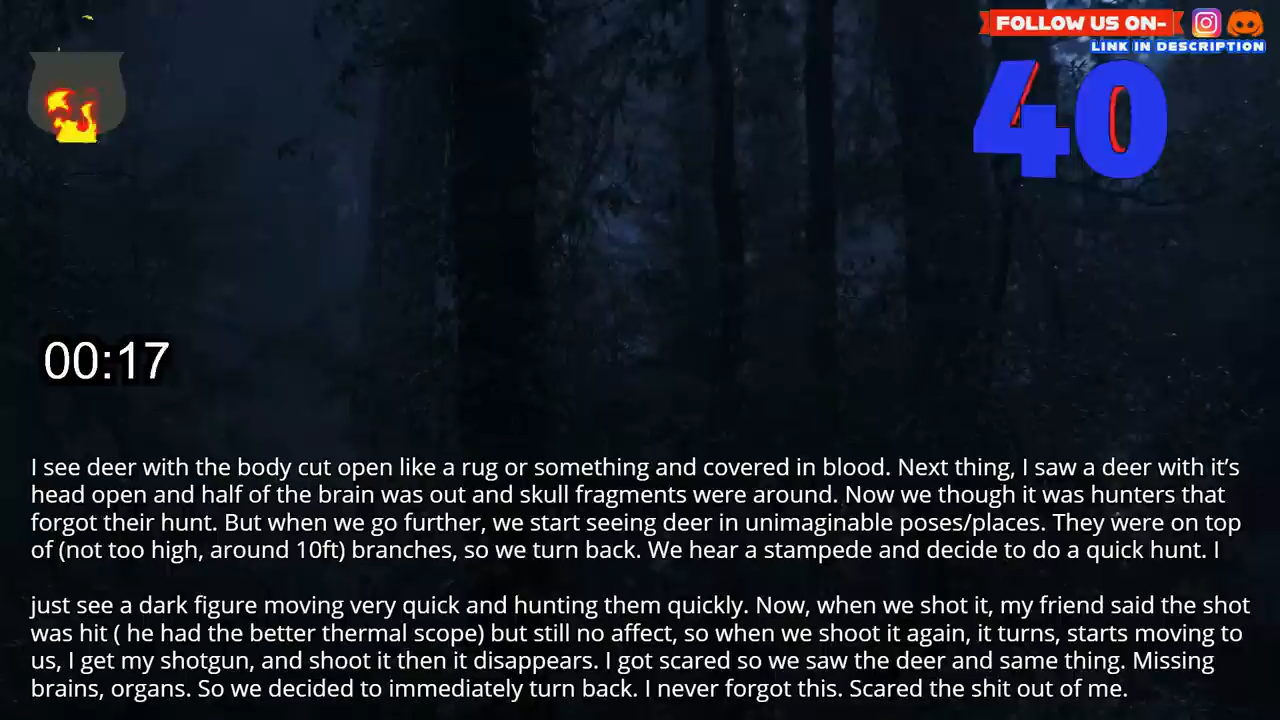 FOLLOW US ON-
LINK IN DESCRIPTION
40
00:17
I see deer with the body cut open like a rug or something and covered in blood. Next thing, I saw a deer with it’s
head open and half of the brain was out and skull fragments were around. Now we though it was hunters that
forgot their hunt. But when we go further, we start seeing deer in unimaginable poses/places. They were on top
of (not too high, around 10ft) branches, so we turn back. We hear a stampede and decide to do a quick hunt. I
just see a dark figure moving very quick and hunting them quickly. Now, when we shot it, my friend said the shot
was hit ( he had the better thermal scope) but still no affect, so when we shoot it again, it turns, starts moving to
us, I get my shotgun, and shoot it then it disappears. I got scared so we saw the deer and same thing. Missing
brains, organs. So we decided to immediately turn back. I never forgot this. Scared the shit out of me.